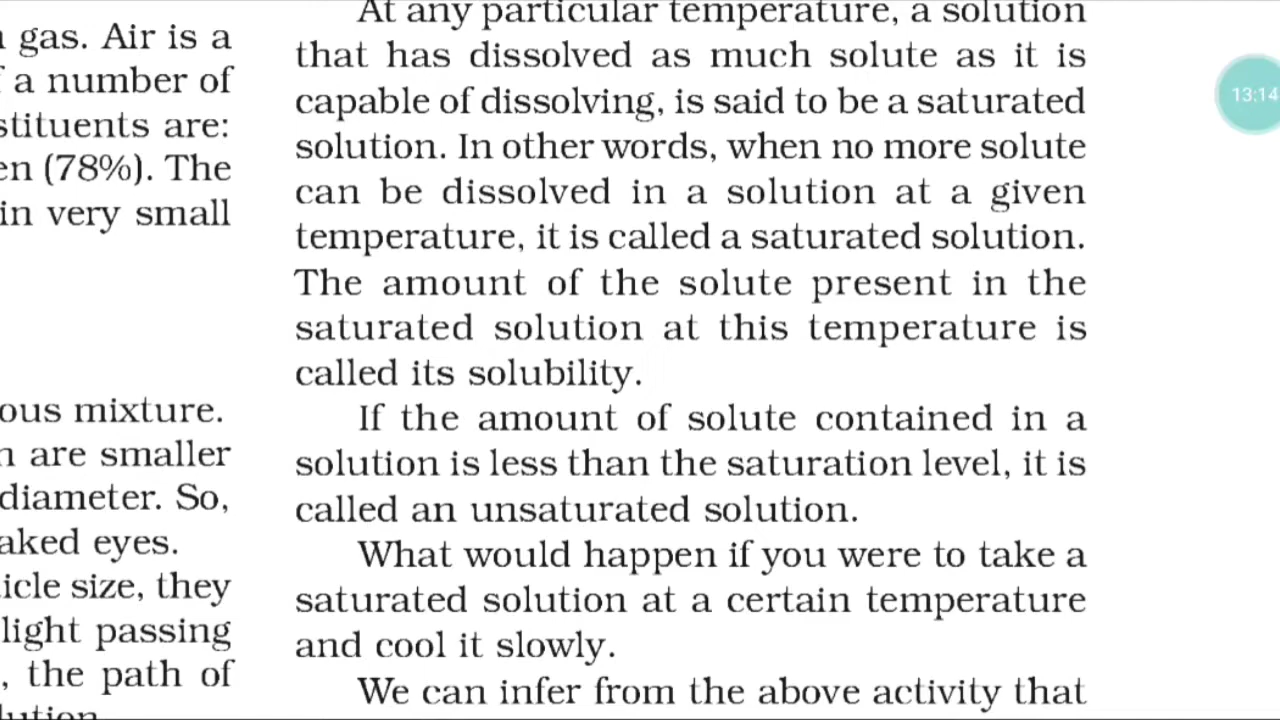 gas. Air is a
a number of
stituents are:
en (78%). The
in very small
ous mixture.
are smaller
diameter. So,
aked eyes.
icle size, they
light passing
, the path of
lution
At any particular temperature, a solution
that has dissolved as much solute as it is
capable of dissolving, is said to be a saturated
solution. In other words, when no more solute
can be dissolved in a solution at a given
temperature, it is called a saturated solution.
The amount of the solute present in the
saturated solution at this temperature is
called its solubility.
If the amount of solute contained in a
solution is less than the saturation level, it is
called an unsaturated solution.
What would happen if you were to take a
saturated solution at a certain temperature
and cool it slowly.
We can infer from the above activity that
13:14